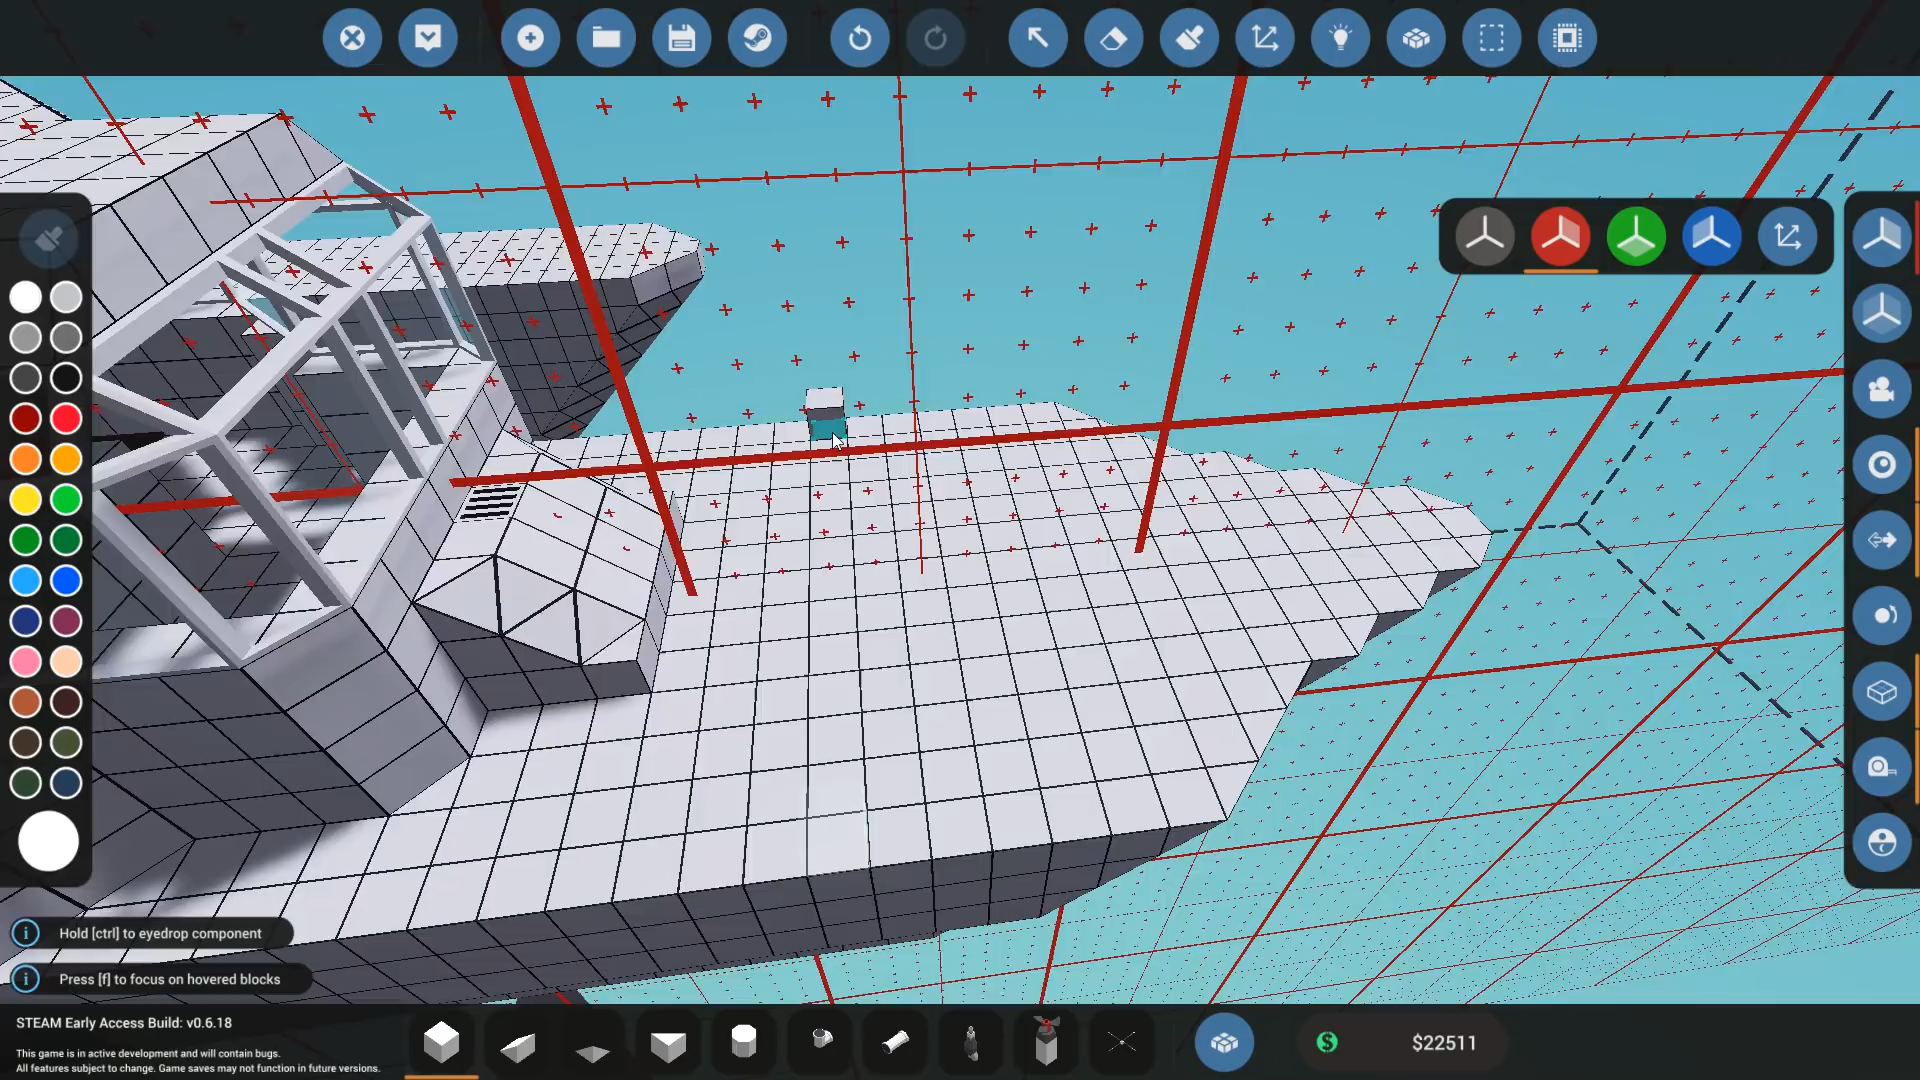 Hold [ctrl] to eyedrop component
Press [f] to focus on hovered blocks
STEAM Early Access Build: v0.6.18
This game is in active development and will contain bugs.
All features subject to change. Game saves may not function in future versions.
$22511